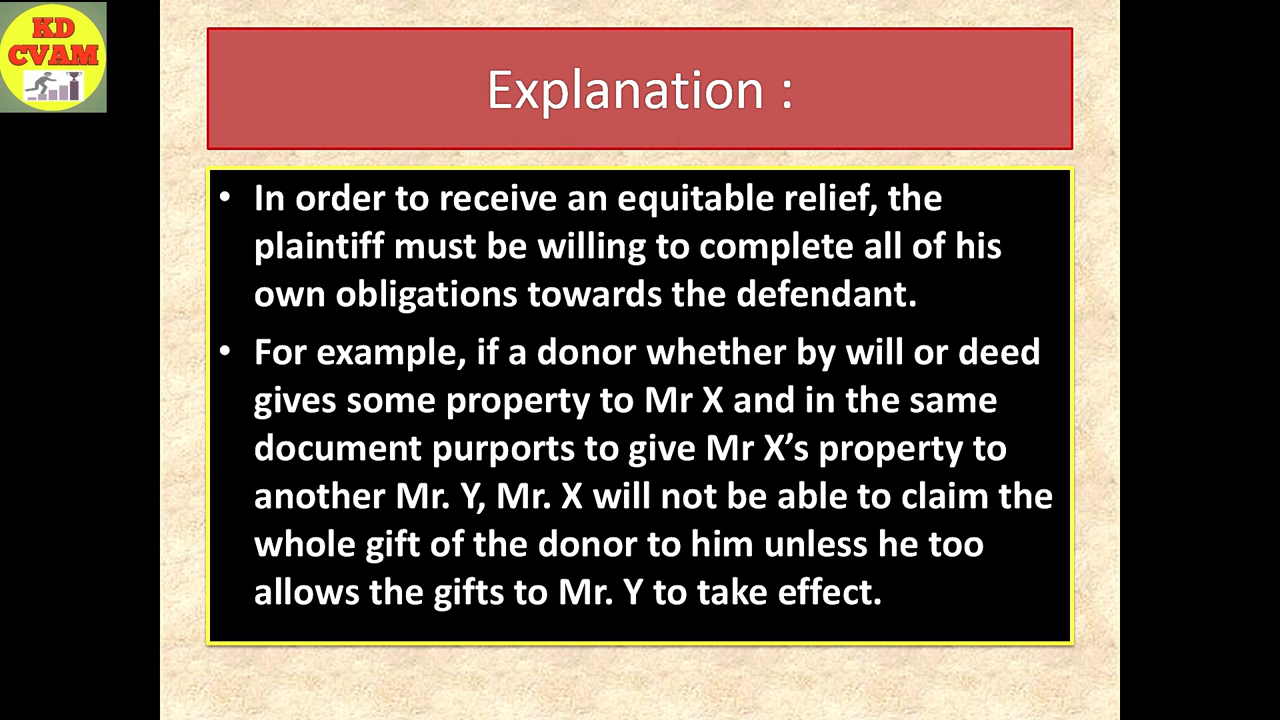 KD
CVAM
Explanation :
• In order to receive an equitable relief, the
plaintiff must be willing to complete all of his
own obligations towards the defendant.
• For example, if a donor whether by will or deed
gives some property to Mr X and in the same
document purports to give Mr X’s property to
another Mr. Y, Mr. X will not be able to claim the
whole gift of the donor to him unless he too
allows the gifts to Mr. Y to take effect.